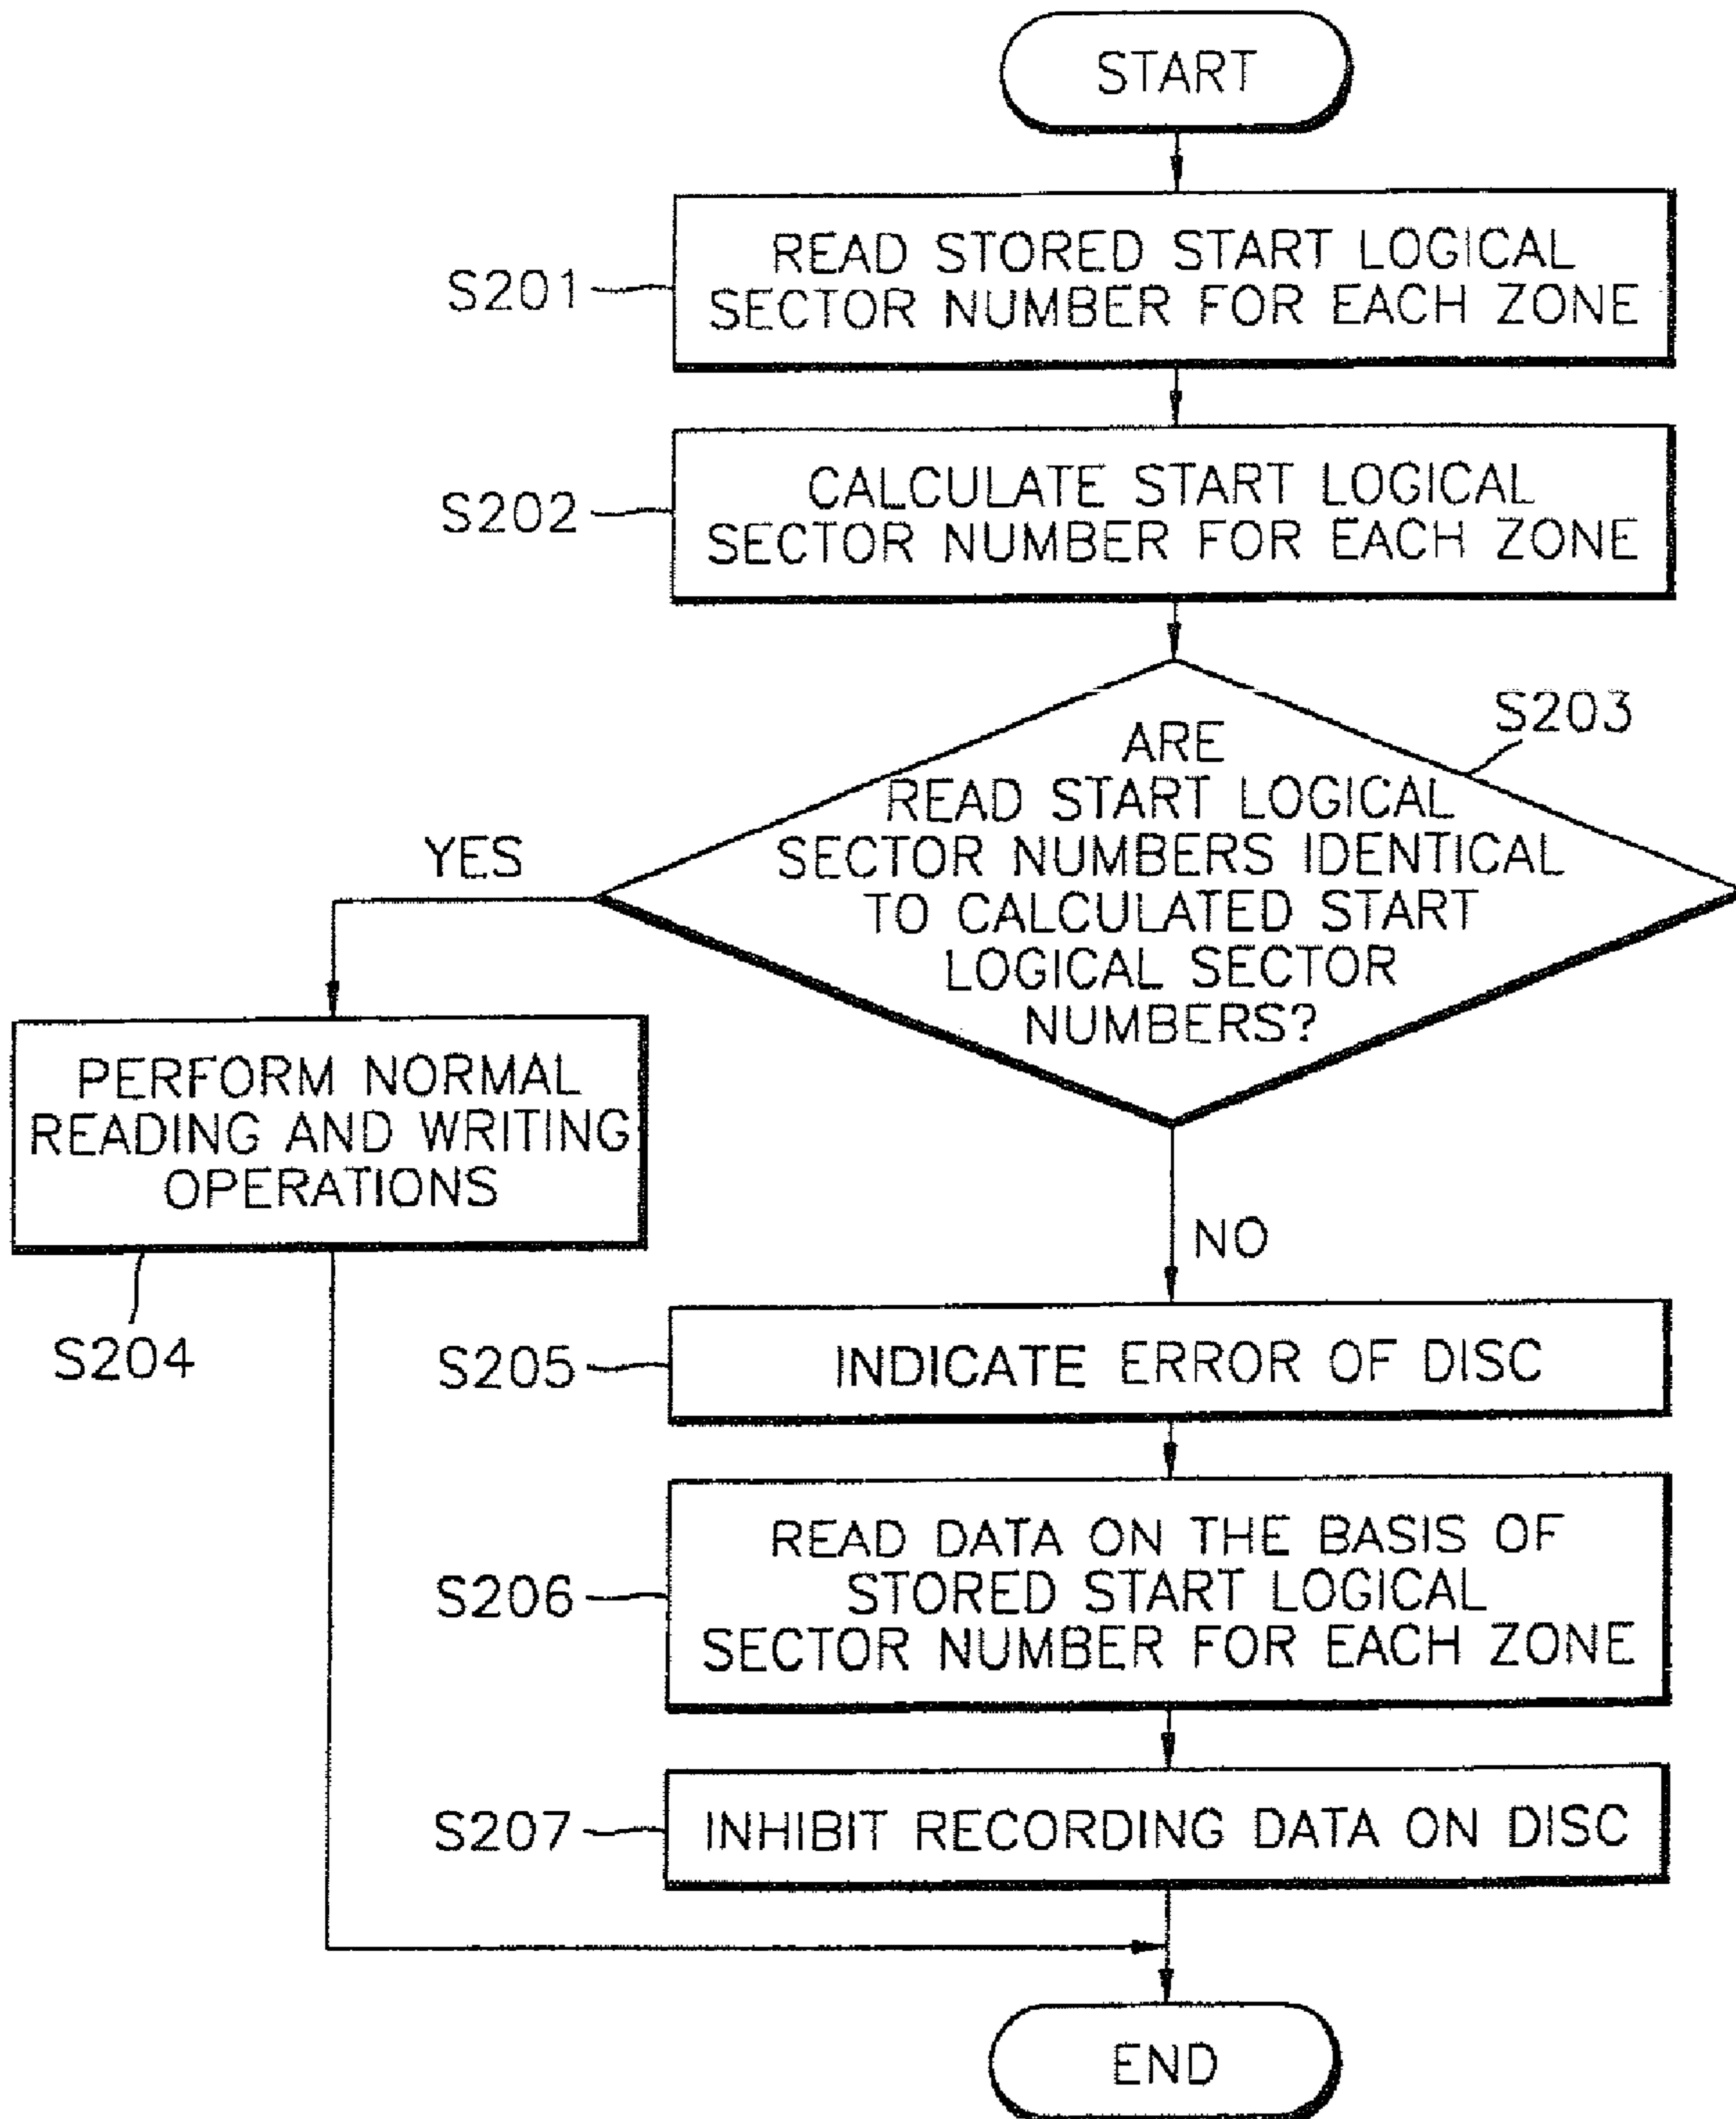 START
S201
READ STORED START LOGICAL
SECTOR NUMBER FOR EACH ZONE
S202
CALCULATE START LOGICAL
SECTOR NUMBER FOR EACH ZONE
S203
ARE
READ START LOGICAL
SECTOR NUMBERS IDENTICAL
TO CALCULATED START
LOGICAL SECTOR
NUMBERS?
YES
PERFORM NORMAL
READING AND WRITING
OPERATIONS
S204
NO
S205
INDICATE ERROR OF DISC
S206
READ DATA ON THE BASIS OF
STORED START LOGICAL
SECTOR NUMBER FOR EACH ZONE
S207
INHIBIT RECORDING DATA ON DISC
END